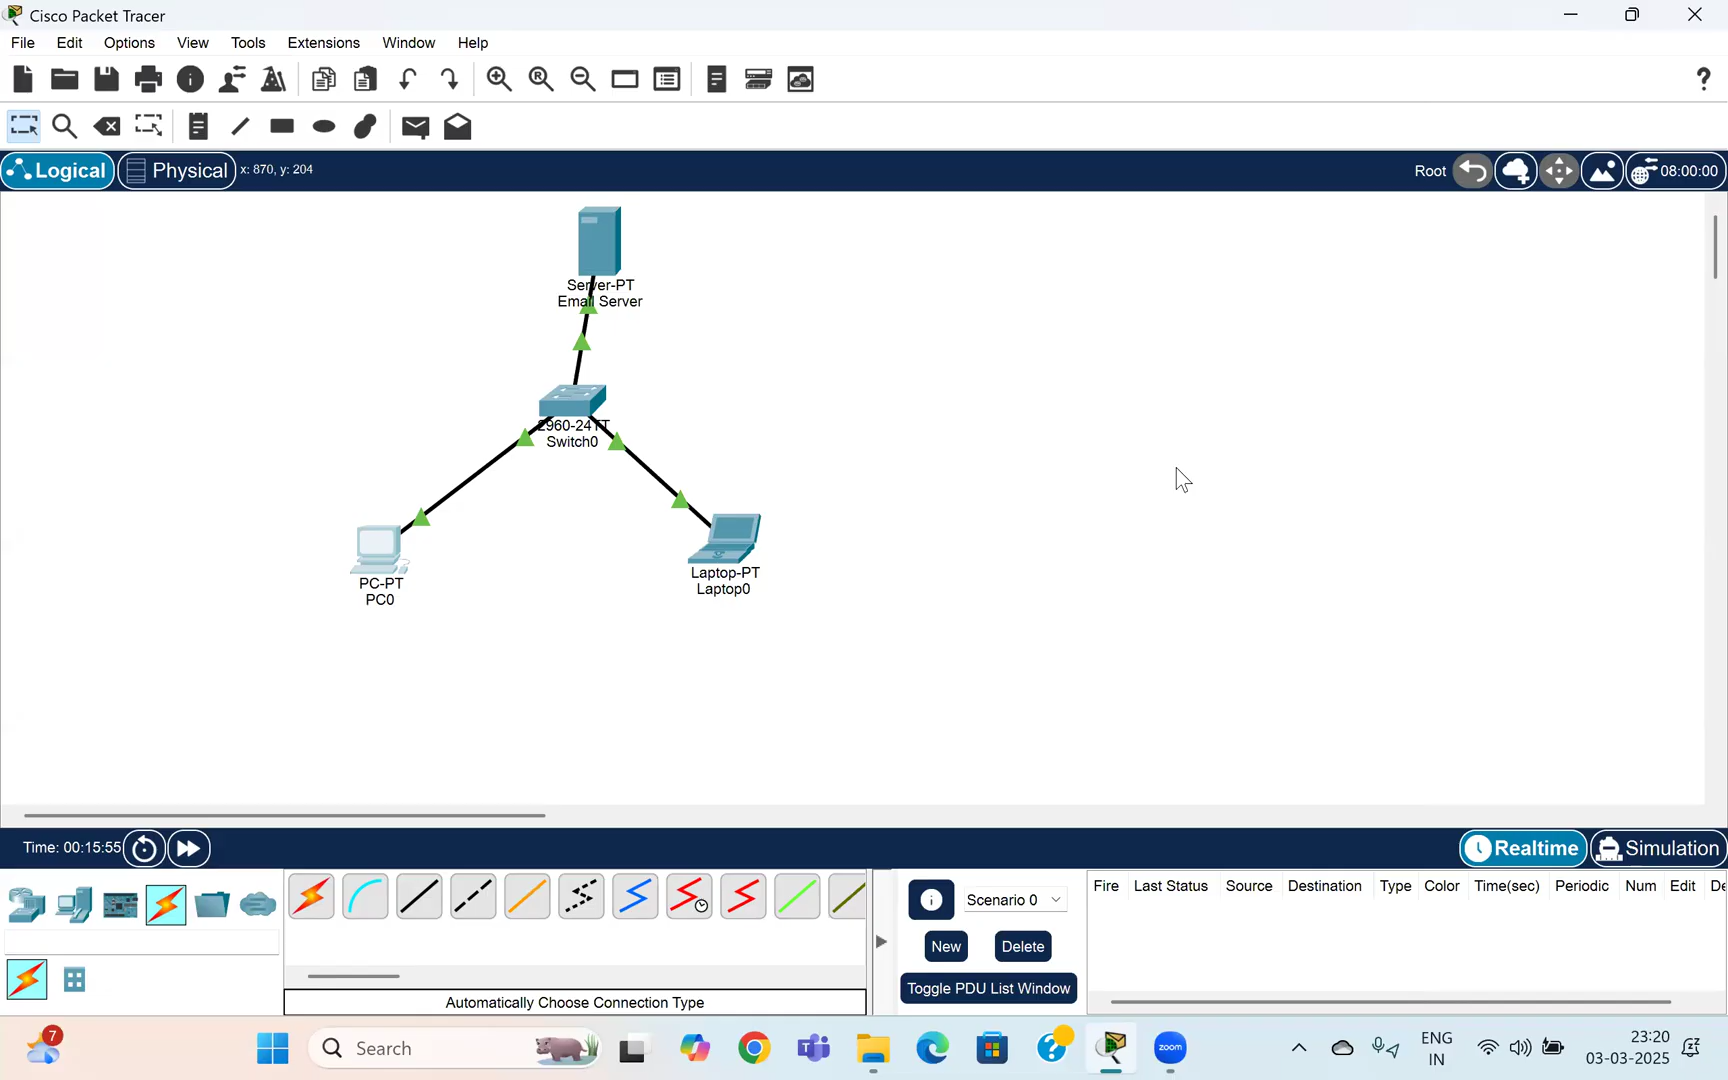 Cisco Packet Tracer
File Edit Options View Tools Extensions Window Help
Logical Physical x: 870, y: 204 Root 08:00:00
Server-PT
Email Server
2960-24TT
Switch0
PC-PT
PC0
Laptop-PT
Laptop0
Time: 00:15:55 Realtime Simulation
Scenario 0
New Delete
Toggle PDU List Window
Fire Last Status Source Destination Type Color Time(sec) Periodic Num Edit De
Automatically Choose Connection Type
7
Search
zoom
ENG
IN
23:20
03-03-2025